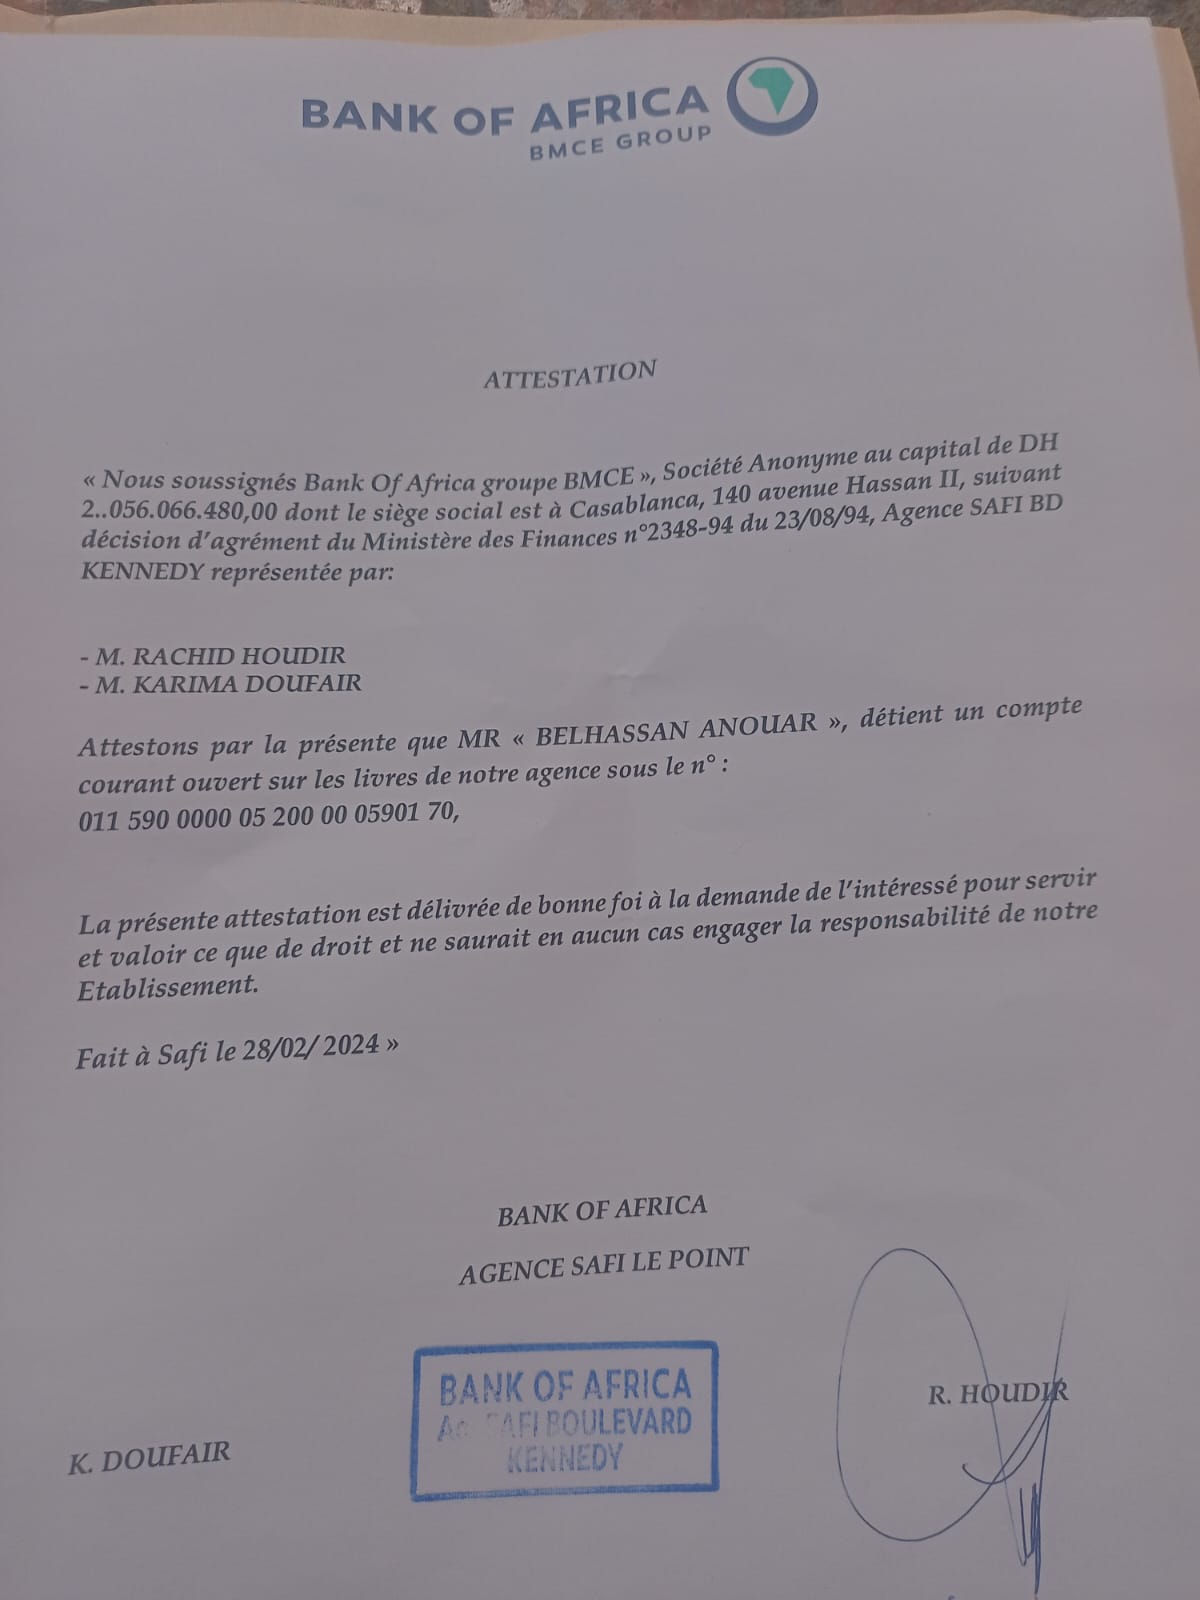 BANK OF AFRICA
BMCE GROUP
ATTESTATION
« Nous soussignés Bank Of Africa groupe BMCE », Société Anonyme au capital de DH
2..056.066.480,00 dont le siège social est à Casablanca, 140 avenue Hassan II, suivant
décision d'agrément du Ministère des Finances n°2348-94 du 23/08/94, Agence SAFI BD
KENNEDY représentée par:
- M. RACHID HOUDIR
- M. KARIMA DOUFAIR
Attestons par la présente que MR « BELHASSAN ANOUAR », détient un compte
courant ouvert sur les livres de notre agence sous le n° :
011 590 0000 05 200 00 05901 70,
La présente attestation est délivrée de bonne foi à la demande de l'intéressé pour servir
et valoir ce que de droit et ne saurait en aucun cas engager la responsabilité de notre
Etablissement.
Fait à Safi le 28/02/ 2024 »
BANK OF AFRICA
AGENCE SAFI LE POINT
BANK OF AFRICA
SAFI BOULEVARD
KENNEDY
R. HOUDIR
K. DOUFAIR